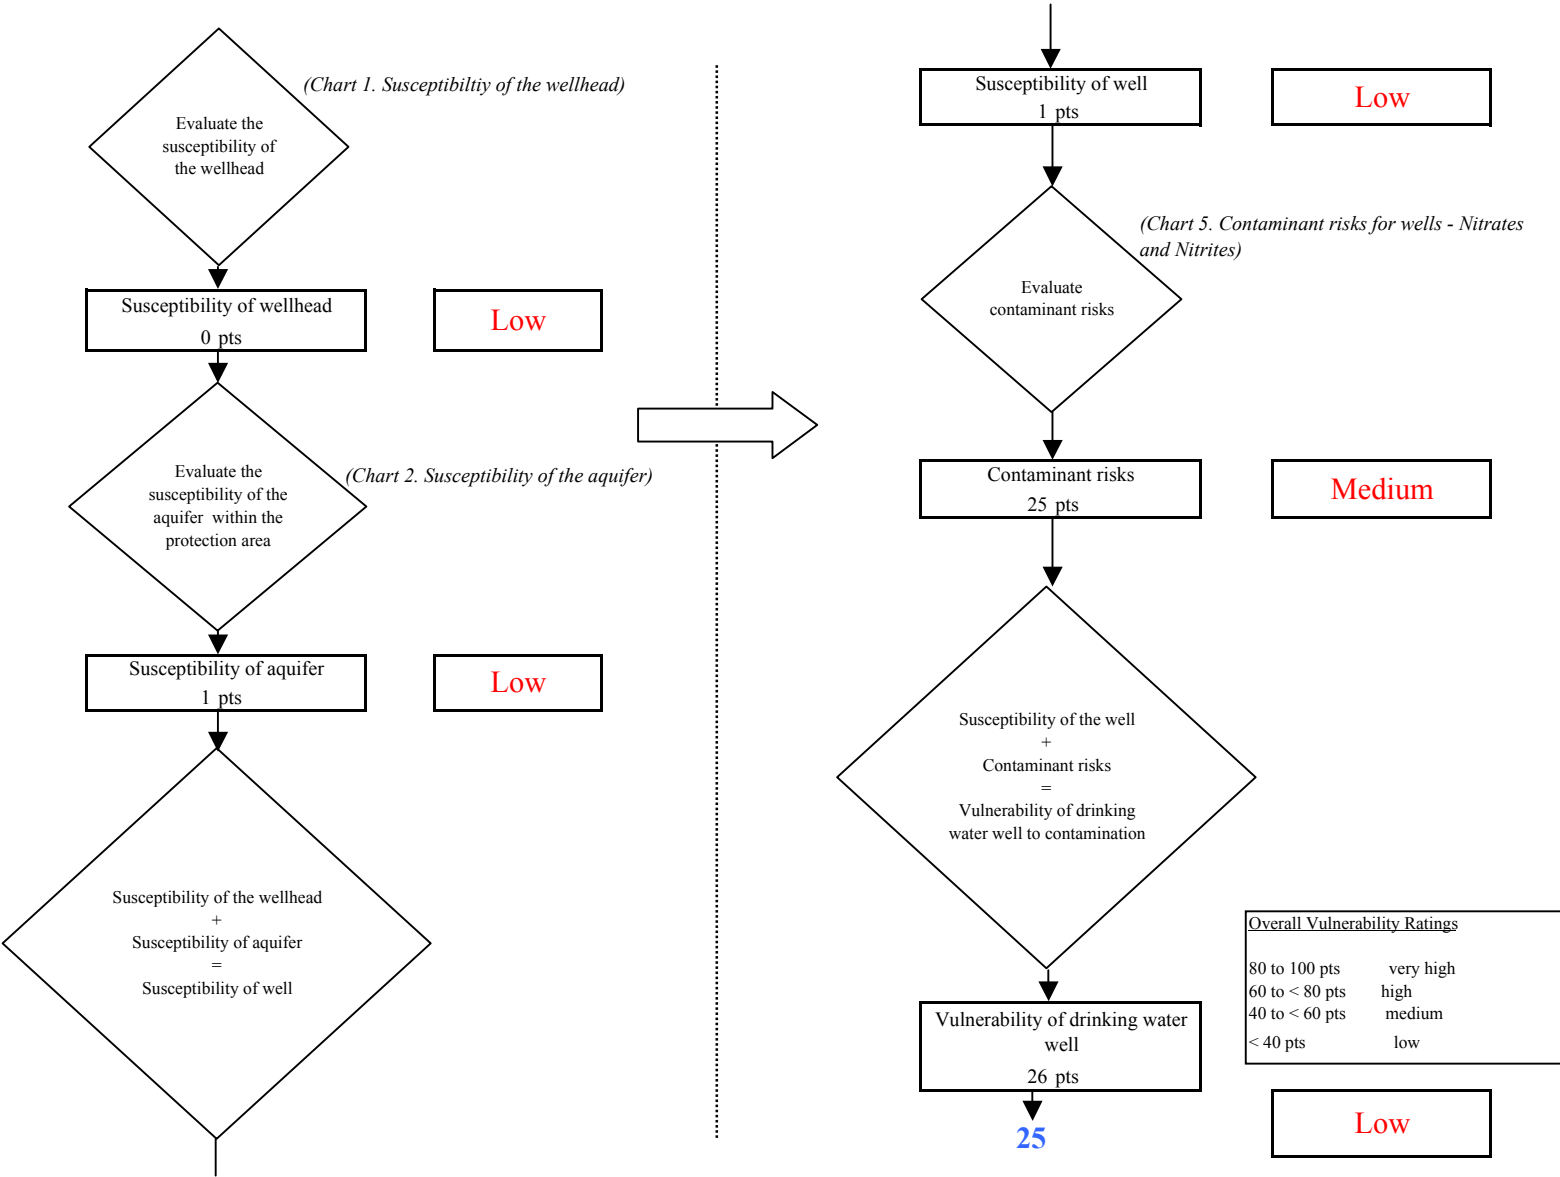 (Chart 1. Susceptibiltiy of the wellhead)
Evaluate the
susceptibility of
the wellhead
Susceptibility of wellhead
0 pts
Low
Evaluate the
susceptibility of the
aquifer within the
protection area
(Chart 2. Susceptibility of the aquifer)
Susceptibility of aquifer
1 pts
Low
Susceptibility of the wellhead
+
Susceptibility of aquifer
=
Susceptibility of well
Susceptibility of well
1 pts
Low
(Chart 5. Contaminant risks for wells - Nitrates
and Nitrites)
Evaluate
contaminant risks
Contaminant risks
25 pts
Medium
Susceptibility of the well
+
Contaminant risks
=
Vulnerability of drinking
water well to contamination
Overall Vulnerability Ratings
80 to 100 pts very high
60 to < 80 pts high
40 to < 60 pts medium
< 40 pts low
Vulnerability of drinking water
well
26 pts
Low
25